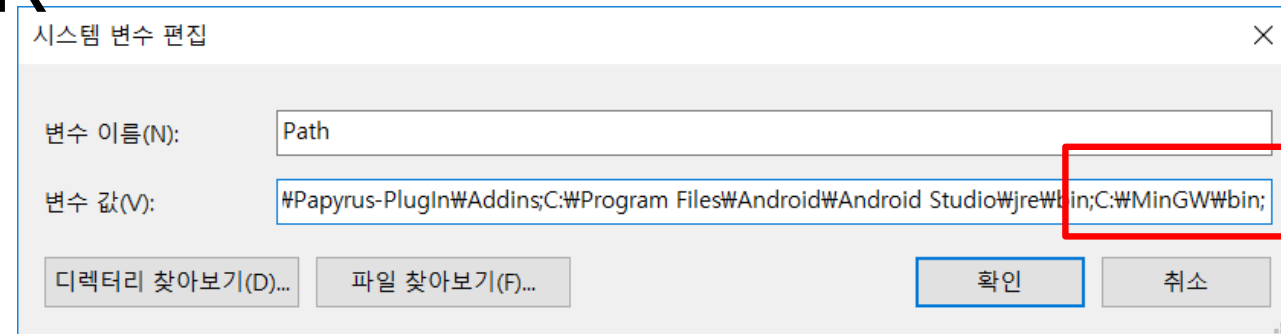 시스템 변수 편집
변수 이름(N): Path
변수 값(V): ₩Papyrus-PlugIn₩Addins;C:₩Program Files₩Android₩Android Studio₩jre₩bin;C:₩MinGW₩bin;
디렉터리 찾아보기(D)... 파일 찾아보기(F)... 확인 취소